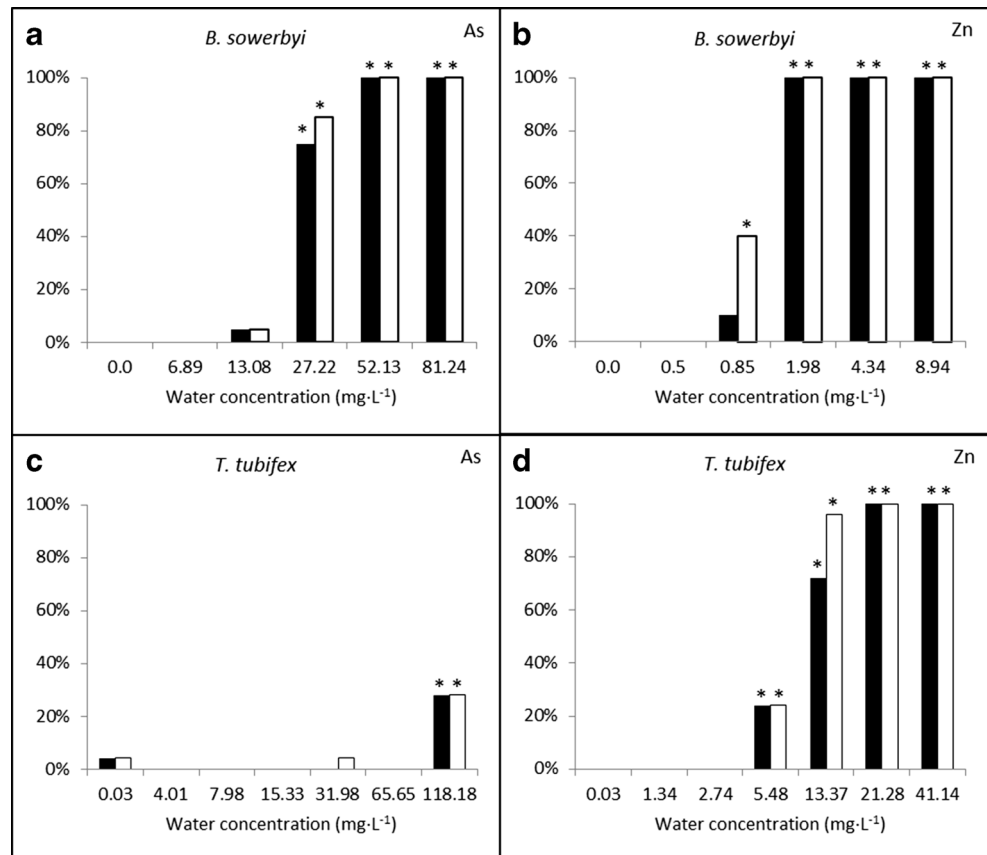 a
B. sowerbyi
As
* *
* *
* *
100%
80%
60%
40%
20%
0%
0.0 6.89 13.08 27.22 52.13 81.24
Water concentration (mg·L-1)
b
B. sowerbyi
Zn
* * * * * *
*
100%
80%
60%
40%
20%
0%
0.0 0.5 0.85 1.98 4.34 8.94
Water concentration (mg·L-1)
c
T. tubifex
As
100%
80%
60%
40%
* *
20%
0%
0.03 4.01 7.98 15.33 31.98 65.65 118.18
Water concentration (mg·L-1)
d
T. tubifex
Zn
* * * *
*
*
* *
100%
80%
60%
40%
20%
0%
0.03 1.34 2.74 5.48 13.37 21.28 41.14
Water concentration (mg·L-1)